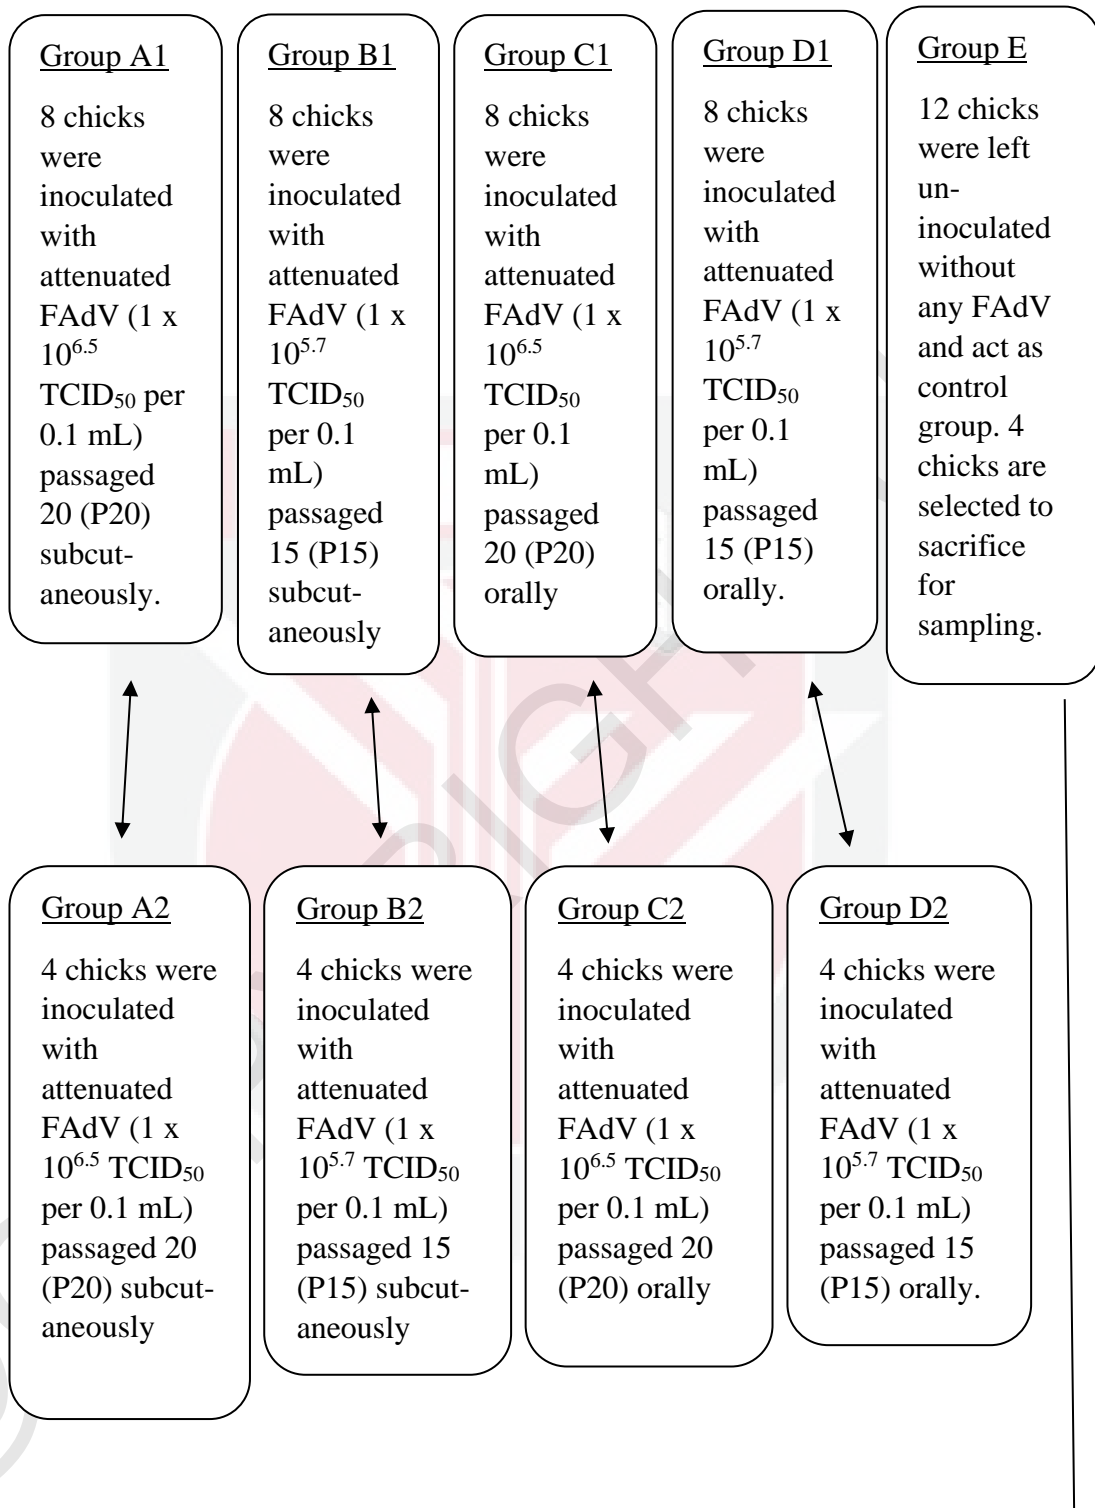 Group A1
8 chicks
were
inoculated
with
attenuated
FAdV (1 x
10^6.5
TCID₅₀ per
0.1 mL)
passaged
20 (P20)
subcut-
aneously.
Group B1
8 chicks
were
inoculated
with
attenuated
FAdV (1 x
10^5.7
TCID₅₀
per 0.1
mL)
passaged
15 (P15)
subcut-
aneously
Group C1
8 chicks
were
inoculated
with
attenuated
FAdV (1 x
10^6.5
TCID₅₀
per 0.1
mL)
passaged
20 (P20)
orally
Group D1
8 chicks
were
inoculated
with
attenuated
FAdV (1 x
10^5.7
TCID₅₀
per 0.1
mL)
passaged
15 (P15)
orally.
Group E
12 chicks
were left
un-
inoculated
without
any FAdV
and act as
control
group. 4
chicks are
selected to
sacrifice
for
sampling.
Group A2
4 chicks were
inoculated
with
attenuated
FAdV (1 x
10^6.5 TCID₅₀
per 0.1 mL)
passaged 20
(P20) subcut-
aneously
Group B2
4 chicks were
inoculated
with
attenuated
FAdV (1 x
10^5.7 TCID₅₀
per 0.1 mL)
passaged 15
(P15) subcut-
aneously
Group C2
4 chicks were
inoculated
with
attenuated
FAdV (1 x
10^6.5 TCID₅₀
per 0.1 mL)
passaged 20
(P20) orally
Group D2
4 chicks were
inoculated
with
attenuated
FAdV (1 x
10^5.7 TCID₅₀
per 0.1 mL)
passaged 15
(P15) orally.